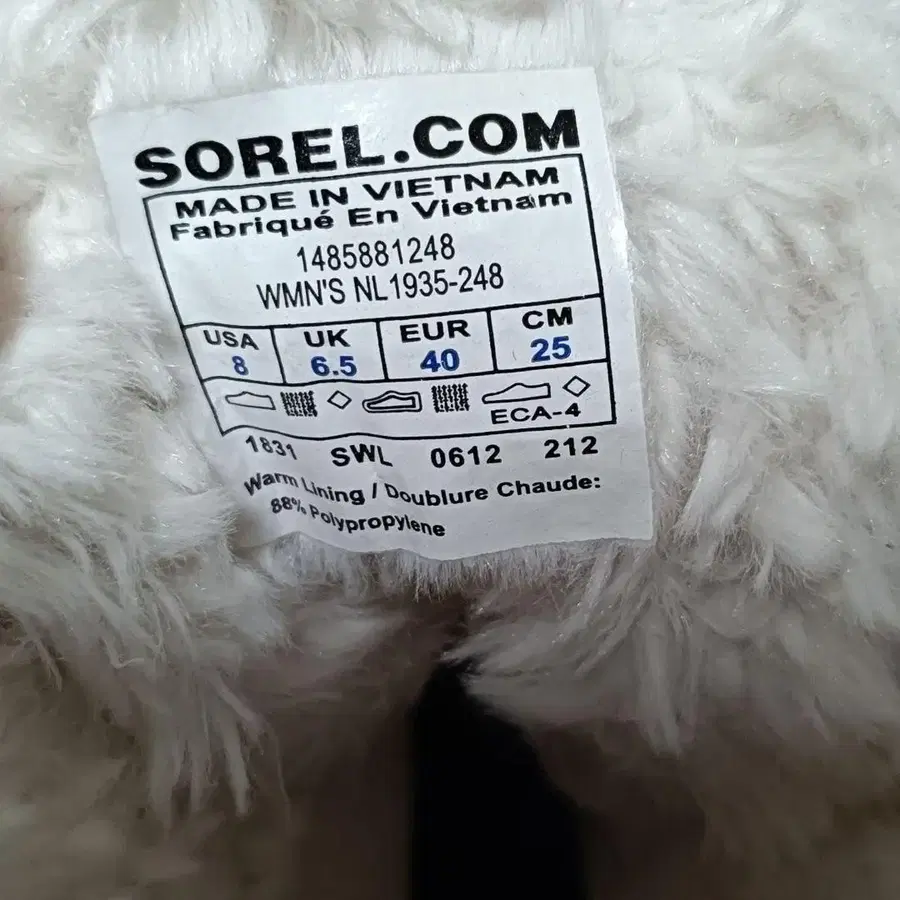 SOREL.COM
MADE IN VIETNAM
Fabriqué En Vietnam
1485881248
WMN'S NL1935-248
USA UK EUR CM
8 6.5 40 25
ECA-4
1831 SWL 0612 212
Warm Lining / Doublure Chaude:
88% Polypropylene